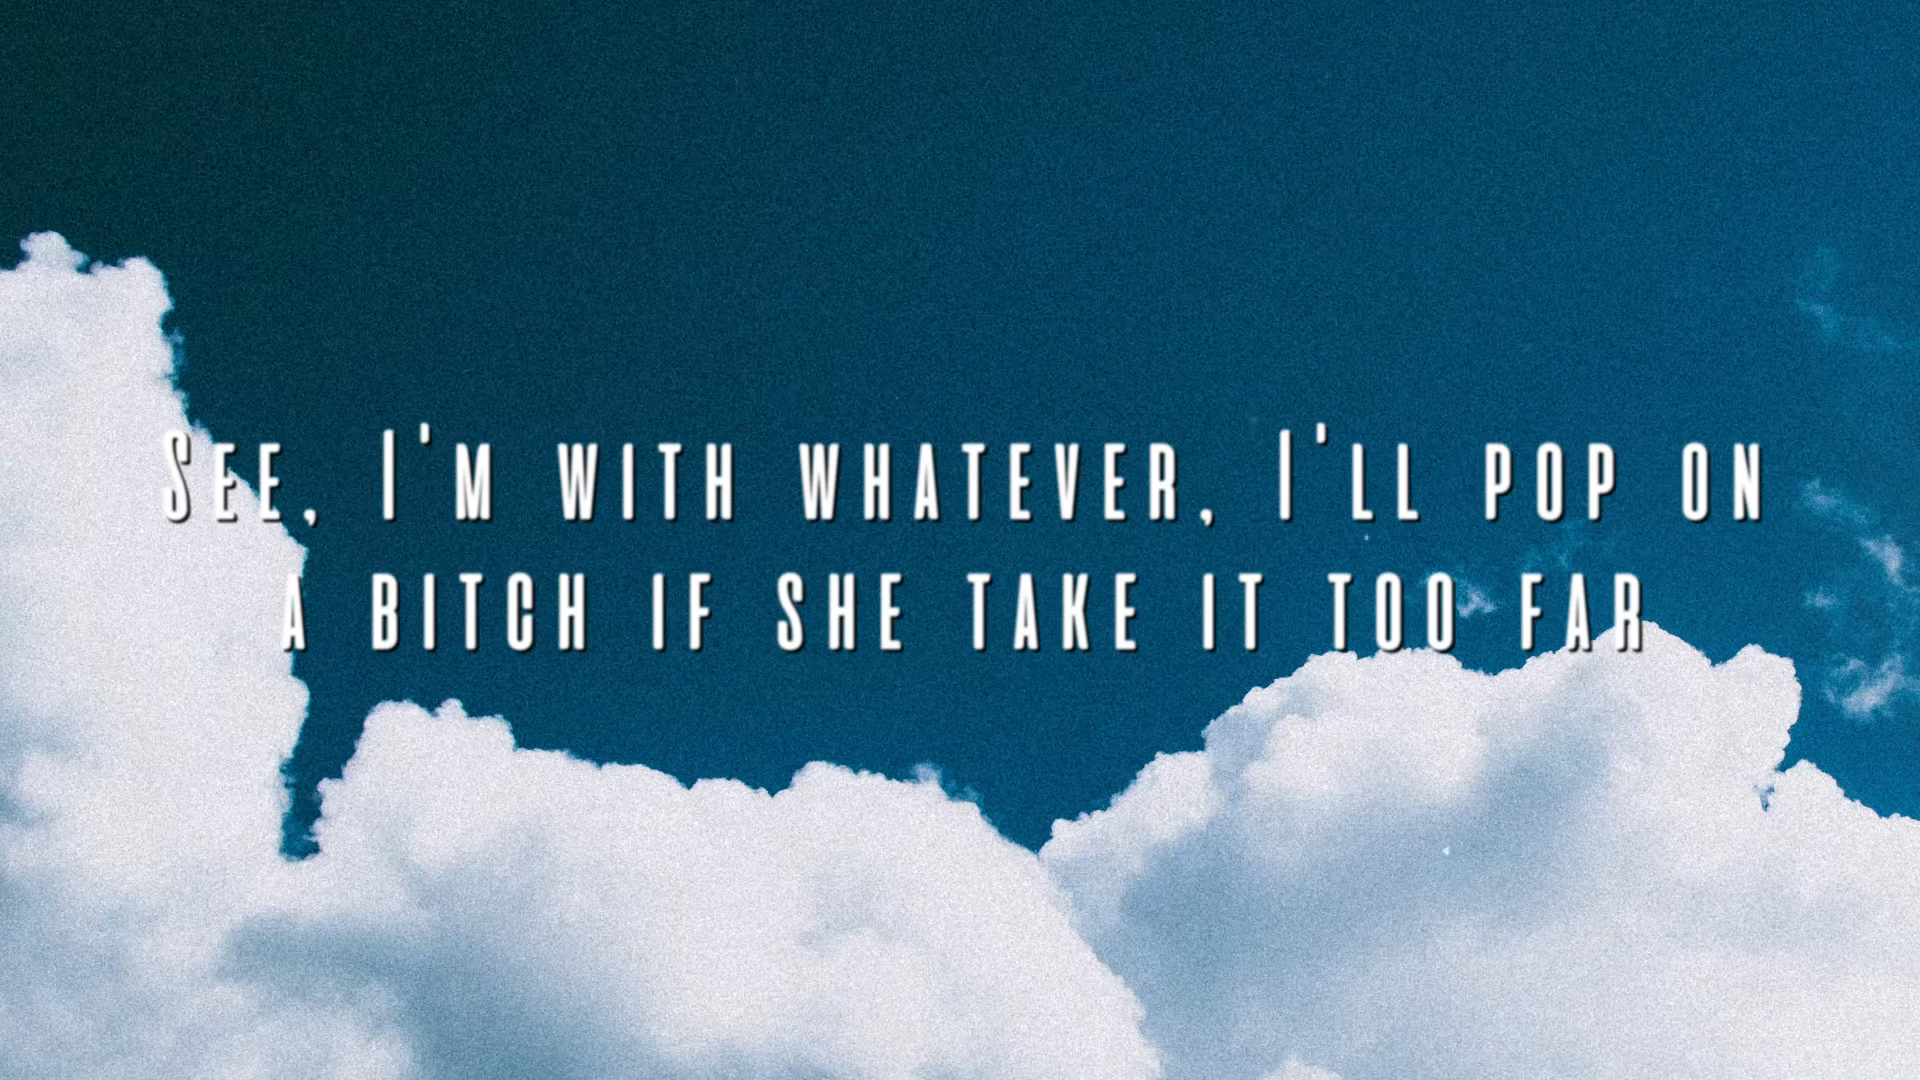 See, I'm with whatever, I'll pop on
a bitch if she take it too far